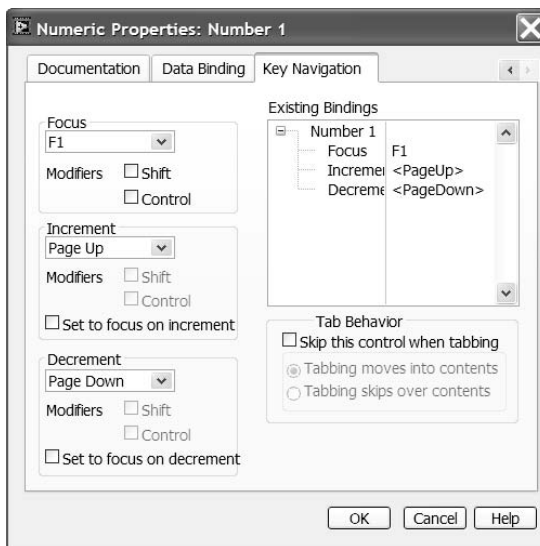 Numeric Properties: Number 1
Documentation
Data Binding
Key Navigation
Focus
F1
Modifiers
Shift
Control
Increment
Page Up
Modifiers
Shift
Control
Set to focus on increment
Decrement
Page Down
Modifiers
Shift
Control
Set to focus on decrement
Existing Bindings
Number 1
Focus F1
Incremer <PageUp>
Decreme <PageDown>
Tab Behavior
Skip this control when tabbing
Tabbing moves into contents
Tabbing skips over contents
OK
Cancel
Help